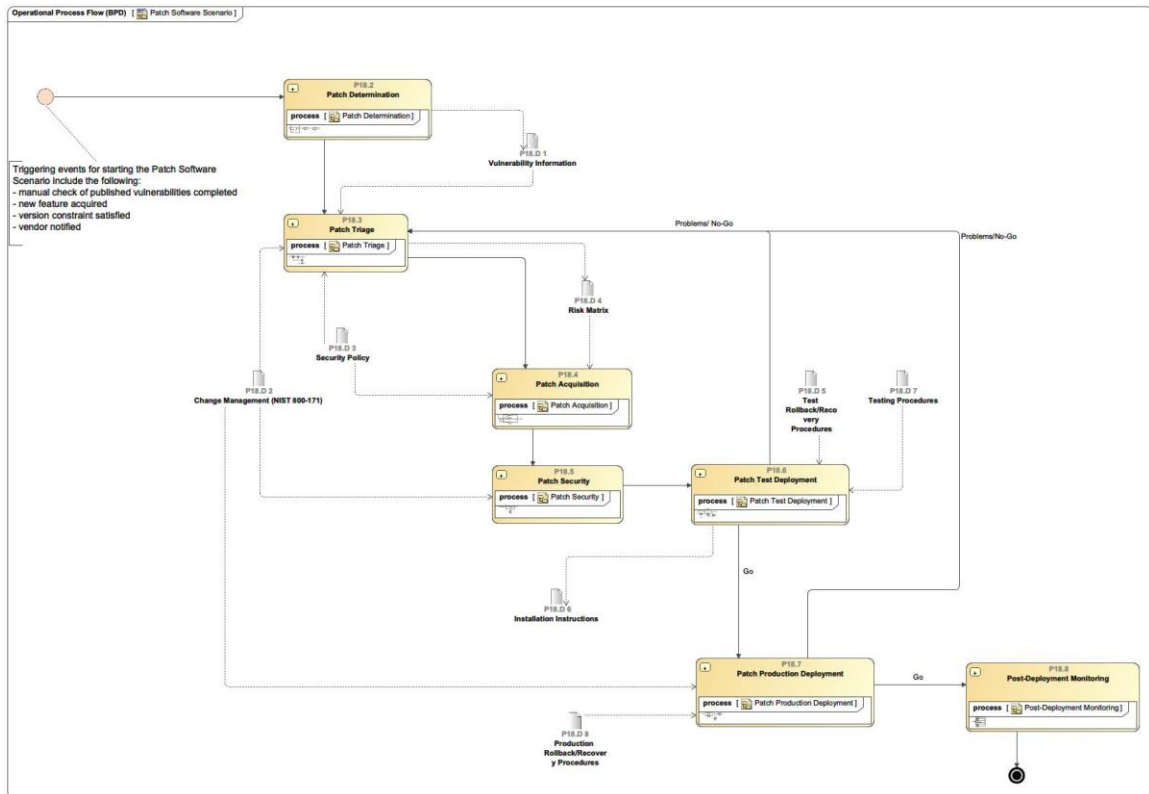 Operational Process Flow (BPD) [ Patch Software Scenario ]
P18.2
Patch Determination
process [ Patch Determination ]
P18.D 1
Vulnerability Information
Triggering events for starting the Patch Software
Scenario include the following:
- manual check of published vulnerabilities completed
- new feature acquired
- version constraint satisfied
- vendor notified
P18.3
Patch Triage
process [ Patch Triage ]
Problems/ No-Go
Problems/No-Go
P18.D 4
Risk Matrix
P18.D 3
Security Policy
P18.D 2
Change Management (NIST 800-171)
P18.4
Patch Acquisition
process [ Patch Acquisition ]
P18.D 5
Test
Rollback/Reco
very
Procedures
P18.D 7
Testing Procedures
P18.5
Patch Security
process [ Patch Security ]
P18.6
Patch Test Deployment
process [ Patch Test Deployment ]
Go
P18.D 6
Installation Instructions
P18.7
Patch Production Deployment
process [ Patch Production Deployment ]
Go
P18.8
Post-Deployment Monitoring
process [ Post-Deployment Monitoring ]
P18.D 8
Production
Rollback/Recover
y Procedures